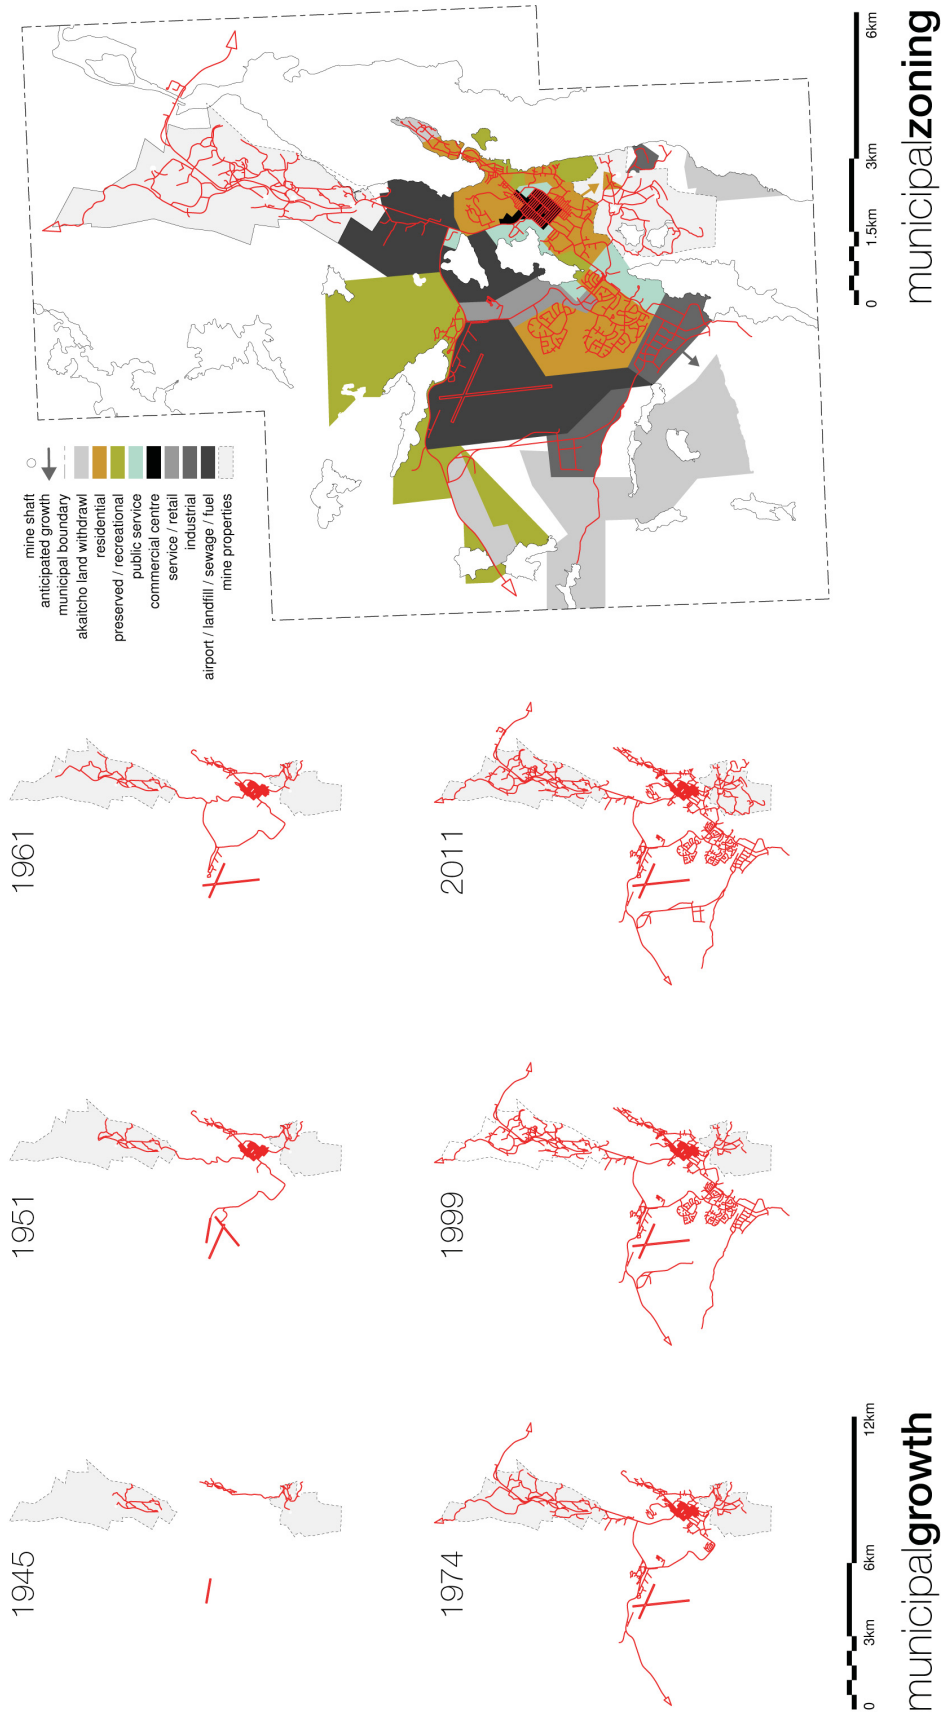 1945
1951
1961
1974
1999
2011
0
3km
6km
12km
municipalgrowth
mine shaft
anticipated growth
municipal boundary
akaitcho land withdrawl
residential
preserved / recreational
public service
commercial centre
service / retail
industrial
airport / landfill / sewage / fuel
mine properties
0
1.5km
3km
6km
municipalzoning